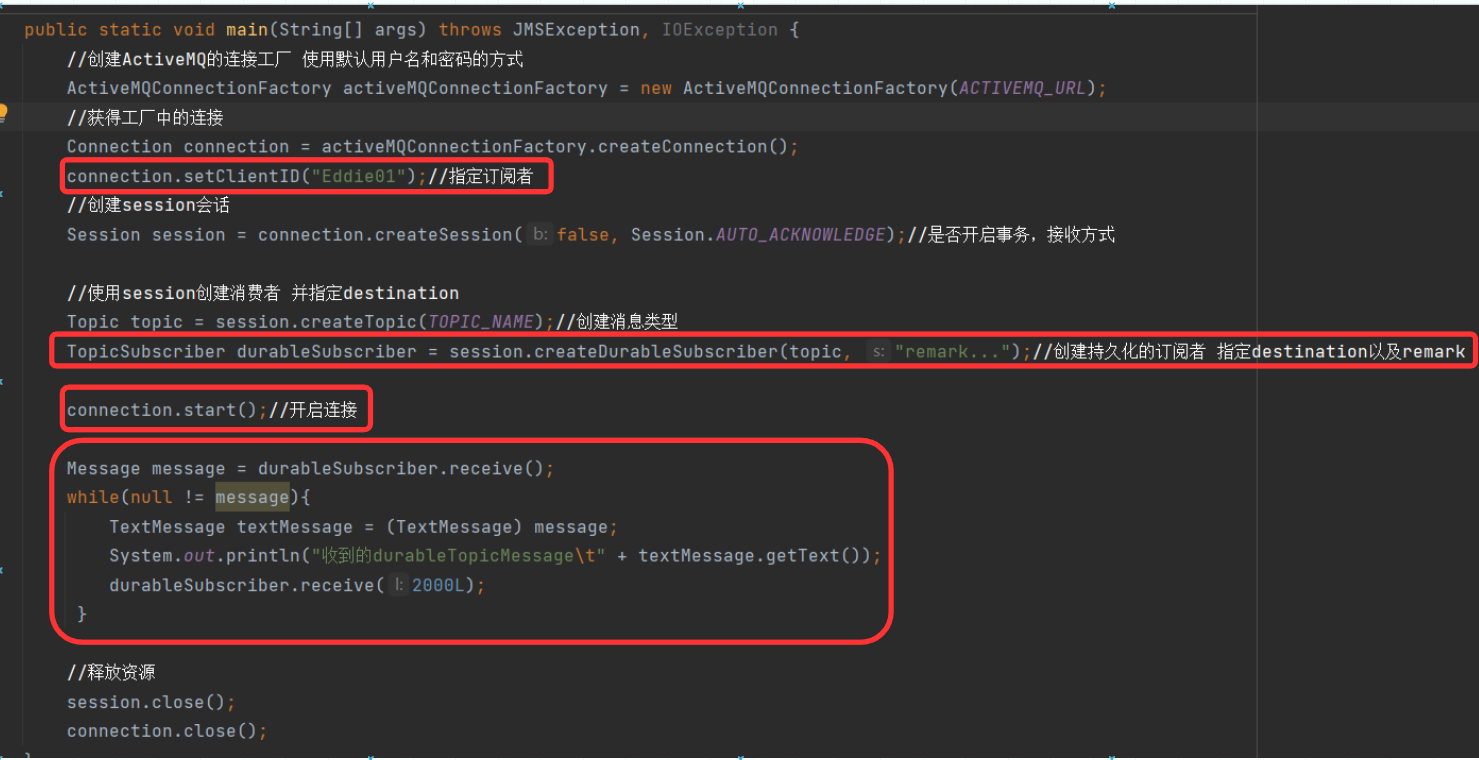 public static void main(String[] args) throws JMSException, IOException {
//创建ActiveMQ的连接工厂 使用默认用户名和密码的方式
ActiveMQConnectionFactory activeMQConnectionFactory = new ActiveMQConnectionFactory(ACTIVEMQ_URL);
//获得工厂中的连接
Connection connection = activeMQConnectionFactory.createConnection();
connection.setClientID("Eddie01");//指定订阅者
//创建session会话
Session session = connection.createSession( b: false, Session.AUTO_ACKNOWLEDGE);//是否开启事务，接收方式
//使用session创建消费者 并指定destination
Topic topic = session.createTopic(TOPIC_NAME);//创建消息类型
TopicSubscriber durableSubscriber = session.createDurableSubscriber(topic, s: "remark...");//创建持久化的订阅者 指定destination以及remark
connection.start();//开启连接
Message message = durableSubscriber.receive();
while(null != message){
TextMessage textMessage = (TextMessage) message;
System.out.println("收到的durableTopicMessage\t" + textMessage.getText());
durableSubscriber.receive( l: 2000L);
}
//释放资源
session.close();
connection.close();